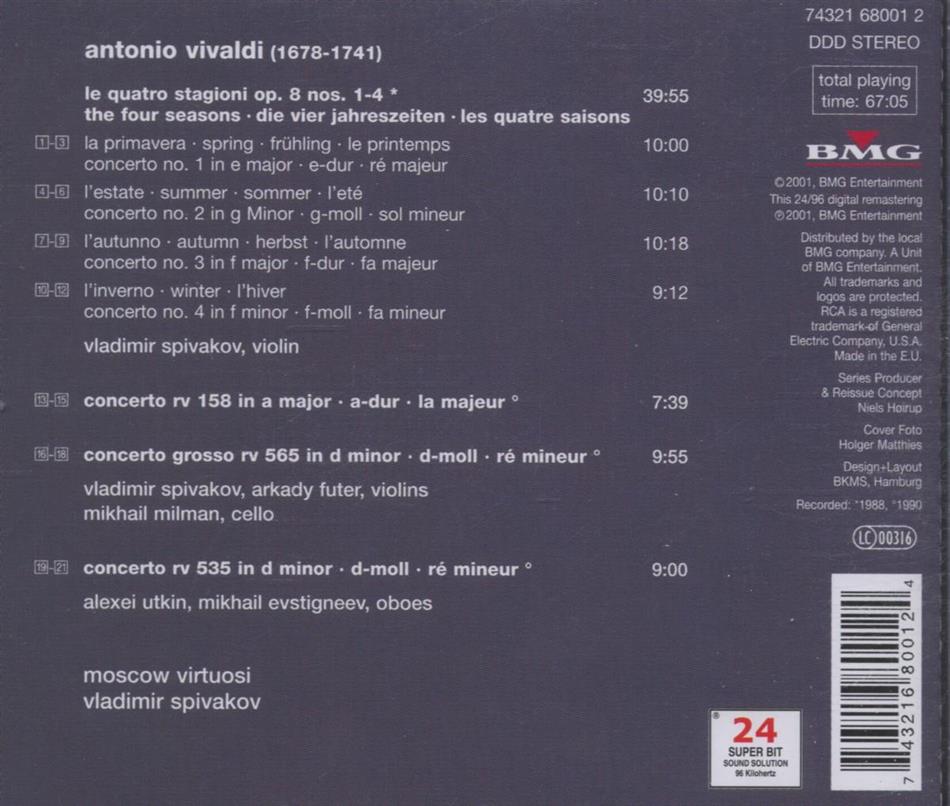 antonio vivaldi (1678-1741)
le quatro stagioni op. 8 nos. 1-4 * 39:55
the four seasons · die vier jahreszeiten · les quatre saisons
1-3 la primavera · spring · frühling · le printemps 10:00
concerto no. 1 in e major · e-dur · ré majeur
4-6 l'estate · summer · sommer · l'eté 10:10
concerto no. 2 in g Minor · g-moll · sol mineur
7-9 l'autunno · autumn · herbst · l'automne 10:18
concerto no. 3 in f major · f-dur · fa majeur
10-12 l'inverno · winter · l'hiver 9:12
concerto no. 4 in f minor · f-moll · fa mineur
vladimir spivakov, violin
13-15 concerto rv 158 in a major · a-dur · la majeur ° 7:39
16-18 concerto grosso rv 565 in d minor · d-moll · ré mineur ° 9:55
vladimir spivakov, arkady futer, violins
mikhail milman, cello
19-21 concerto rv 535 in d minor · d-moll · ré mineur ° 9:00
alexei utkin, mikhail evstigneev, oboes
moscow virtuosi
vladimir spivakov
74321 68001 2
DDD STEREO
total playing
time: 67:05
BMG
©2001, BMG Entertainment
This 24/96 digital remastering
℗2001, BMG Entertainment
Distributed by the local
BMG company. A Unit
of BMG Entertainment.
All trademarks and
logos are protected.
RCA is a registered
trademark of General
Electric Company, U.S.A.
Made in the E.U.
Series Producer
& Reissue Concept
Niels Høirup
Cover Foto
Holger Matthies
Design+Layout
BKMS, Hamburg
Recorded: *1988, °1990
LC 00316
® 24
SUPER BIT
SOUND SOLUTION
96 Kilohertz
7 43216 80012 4